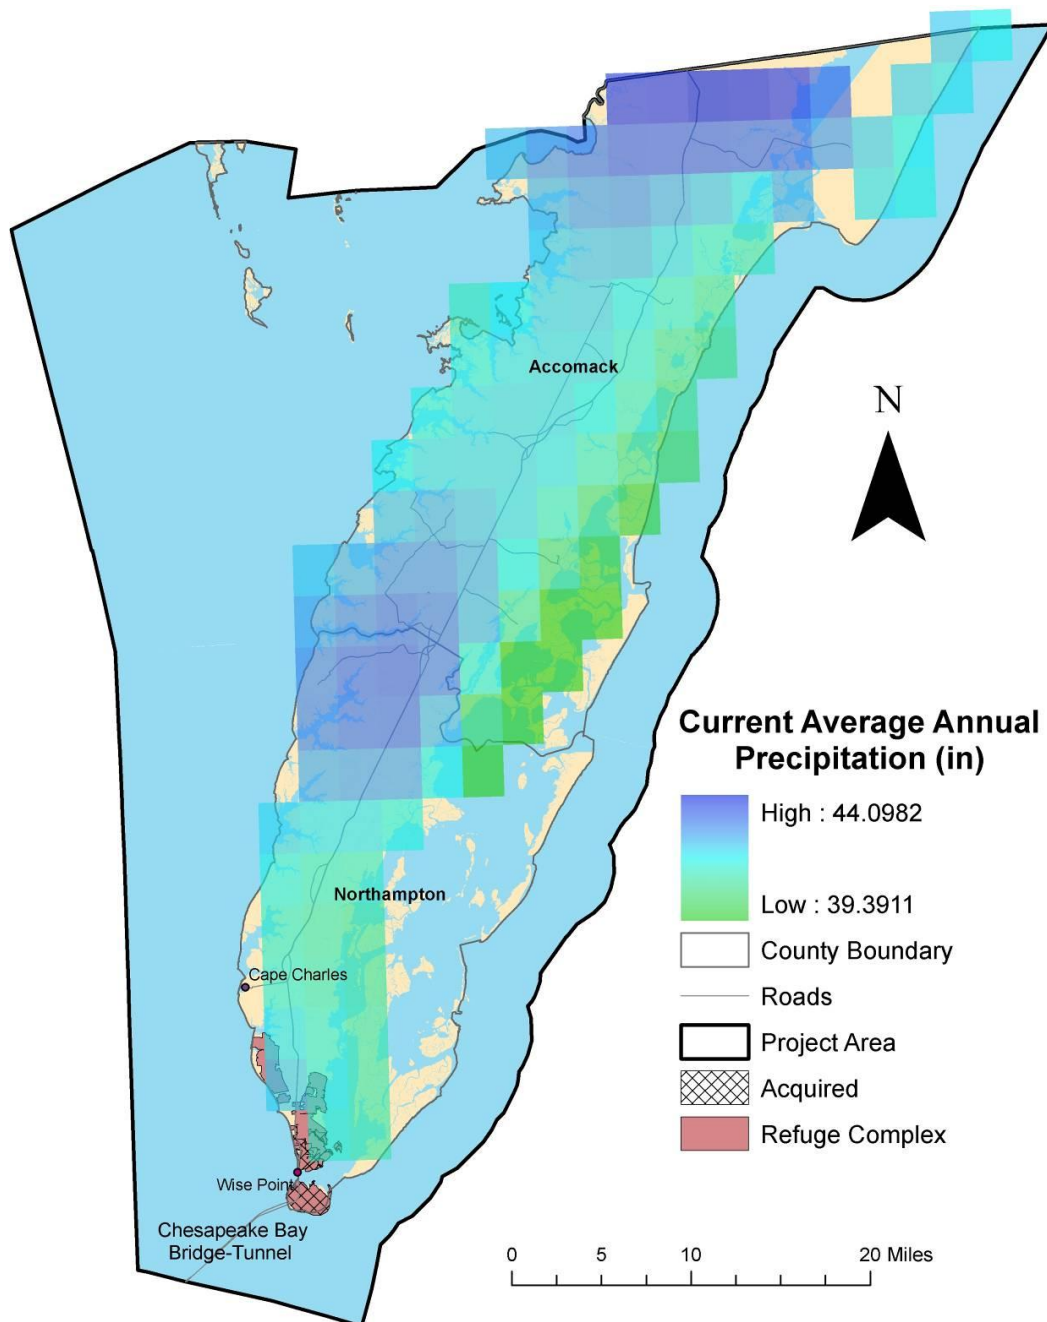 Accomack
N
Current Average Annual
Precipitation (in)
High : 44.0982
Low : 39.3911
County Boundary
Roads
Project Area
Acquired
Refuge Complex
Northampton
Cape Charles
Wise Point
Chesapeake Bay
Bridge-Tunnel
0 5 10 20 Miles